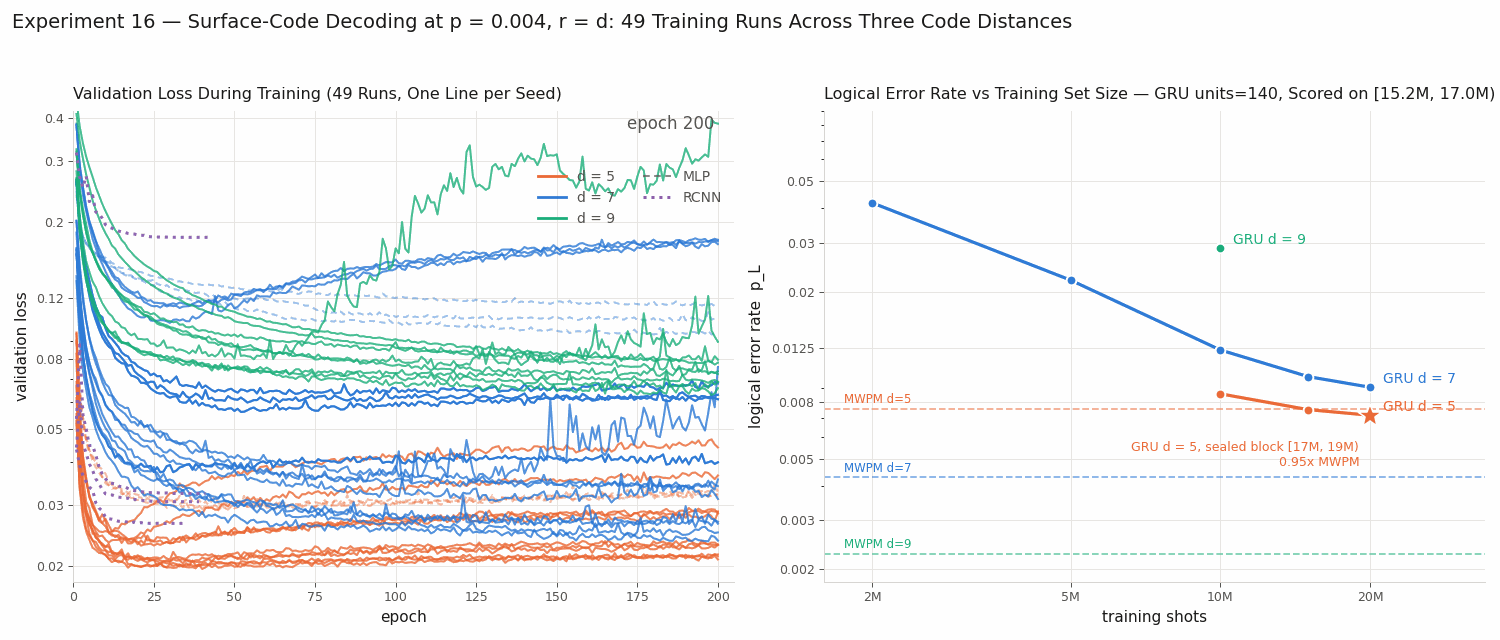 Experiment 16 — Surface-Code Decoding at p = 0.004, r = d: 49 Training Runs Across Three Code Distances
Validation Loss During Training (49 Runs, One Line per Seed)
epoch 200
d = 5
d = 7
d = 9
MLP
RCNN
validation loss
0.4
0.3
0.2
0.12
0.08
0.05
0.03
0.02
0
25
50
75
100
125
150
175
200
epoch
Logical Error Rate vs Training Set Size — GRU units=140, Scored on [15.2M, 17.0M)
logical error rate p_L
0.05
0.03
0.02
0.0125
0.008
0.005
0.003
0.002
GRU d = 9
GRU d = 7
GRU d = 5
MWPM d=5
GRU d = 5, sealed block [17M, 19M)
0.95x MWPM
MWPM d=7
MWPM d=9
2M
5M
10M
20M
training shots